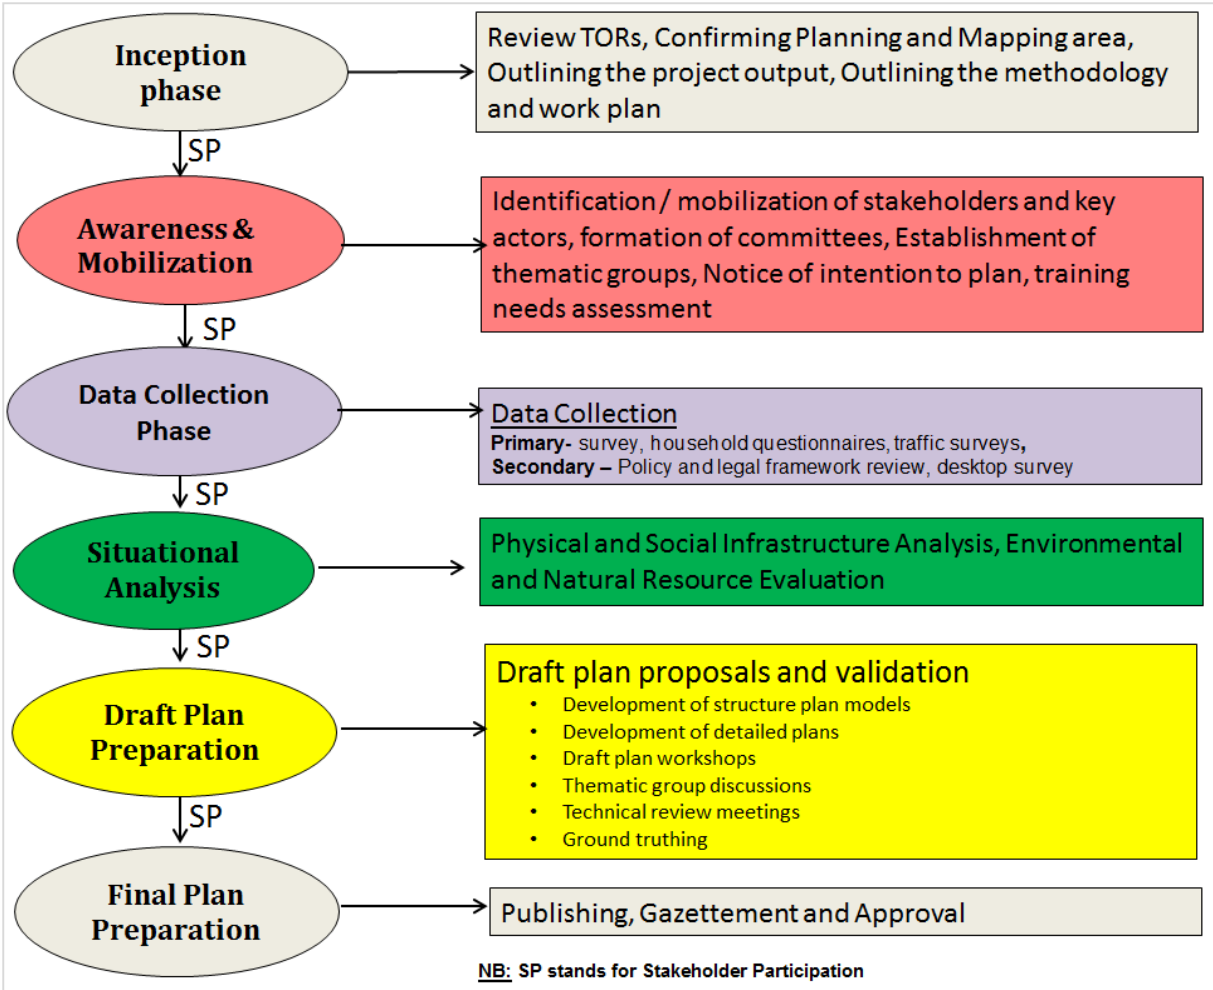 Inception
phase
Review TORs, Confirming Planning and Mapping area,
Outlining the project output, Outlining the methodology
and work plan
SP
Awareness &
Mobilization
Identification / mobilization of stakeholders and key
actors, formation of committees, Establishment of
thematic groups, Notice of intention to plan, training
needs assessment
SP
Data Collection
Phase
Data Collection
Primary- survey, household questionnaires, traffic surveys,
Secondary – Policy and legal framework review, desktop survey
SP
Situational
Analysis
Physical and Social Infrastructure Analysis, Environmental
and Natural Resource Evaluation
SP
Draft Plan
Preparation
Draft plan proposals and validation
• Development of structure plan models
• Development of detailed plans
• Draft plan workshops
• Thematic group discussions
• Technical review meetings
• Ground truthing
SP
Final Plan
Preparation
Publishing, Gazettement and Approval
NB: SP stands for Stakeholder Participation